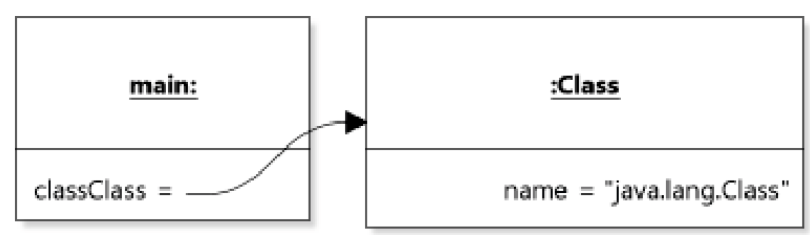 main:
classClass =
:Class
name = "java.lang.Class"